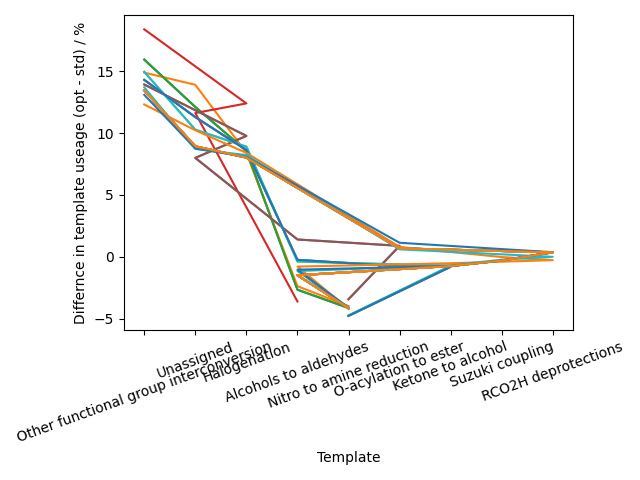 Differnce in template useage (opt - std) / %
15
10
5
0
−5
Other functional group interconversion
Unassigned
Halogenation
Alcohols to aldehydes
Nitro to amine reduction
O-acylation to ester
Ketone to alcohol
Suzuki coupling
RCO2H deprotections
Template